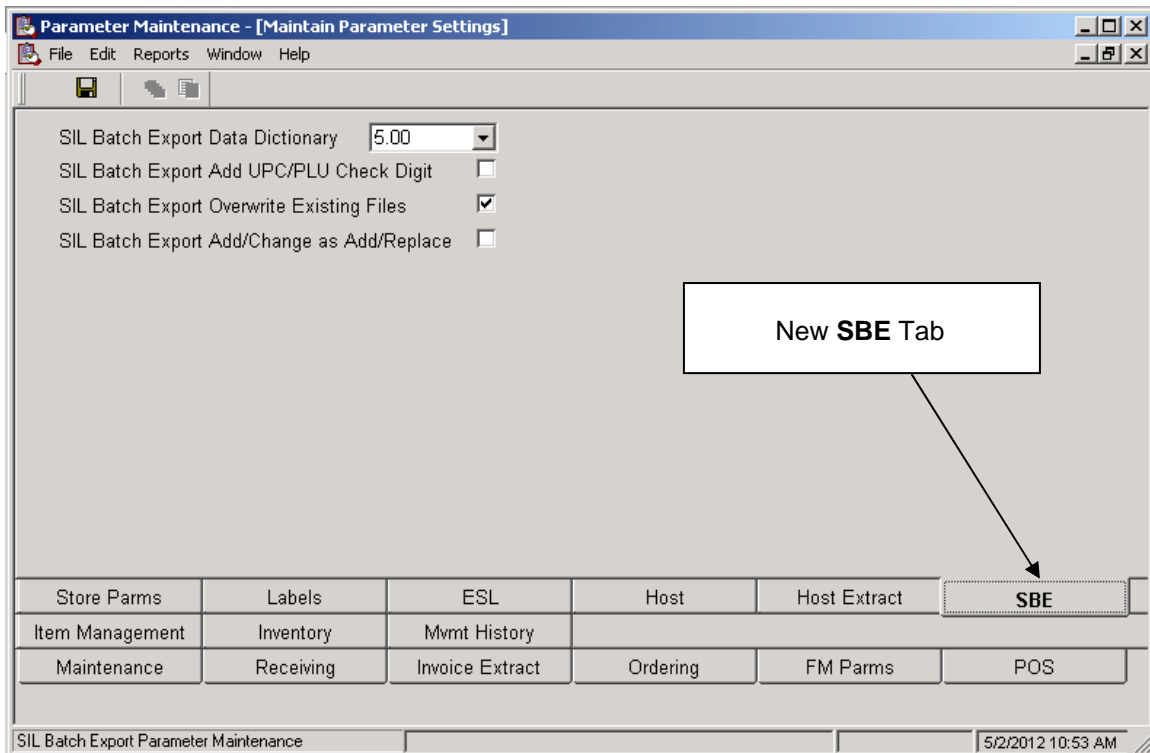 Parameter Maintenance - [Maintain Parameter Settings]
File Edit Reports Window Help
SIL Batch Export Data Dictionary 5.00
SIL Batch Export Add UPC/PLU Check Digit
SIL Batch Export Overwrite Existing Files
SIL Batch Export Add/Change as Add/Replace
New SBE Tab
Store Parms Labels ESL Host Host Extract SBE
Item Management Inventory Mvmt History
Maintenance Receiving Invoice Extract Ordering FM Parms POS
SIL Batch Export Parameter Maintenance 5/2/2012 10:53 AM